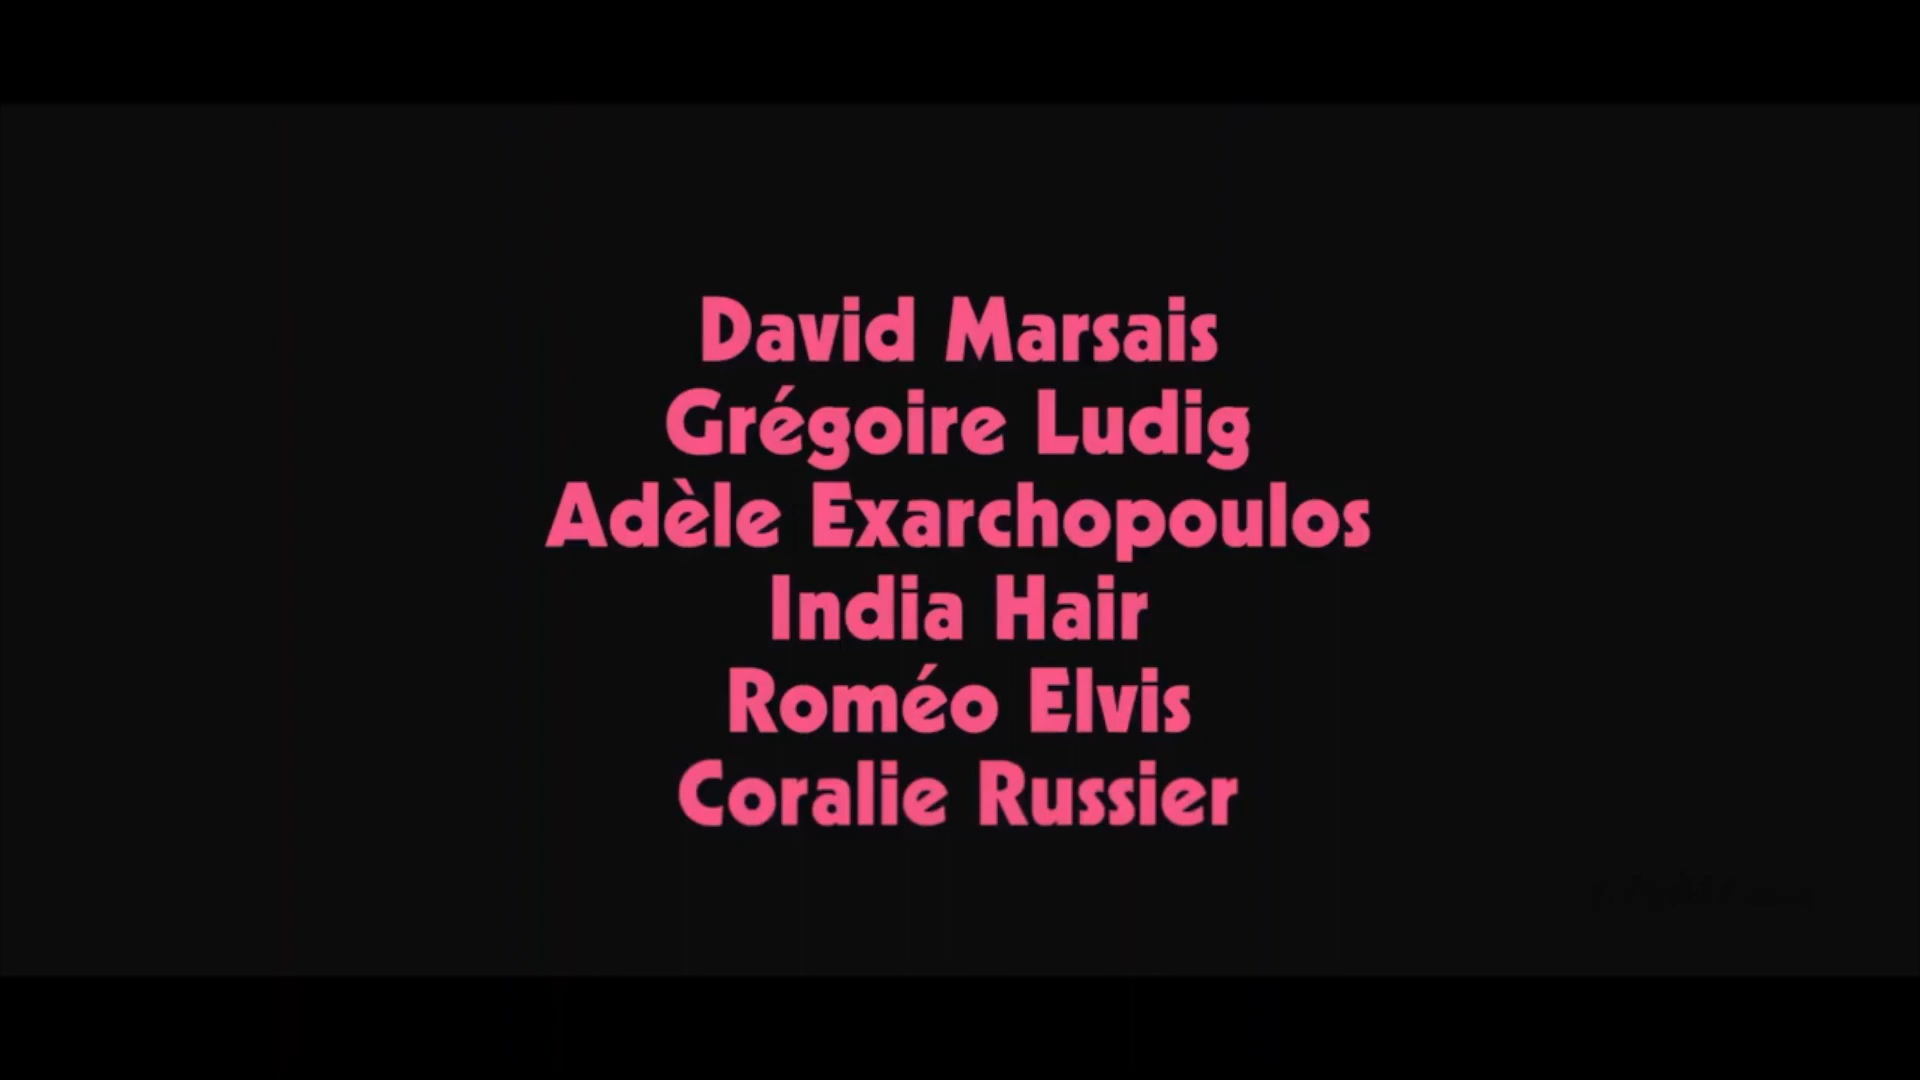 David Marsais
Grégoire Ludig
Adèle Exarchopoulos
India Hair
Roméo Elvis
Coralie Russier